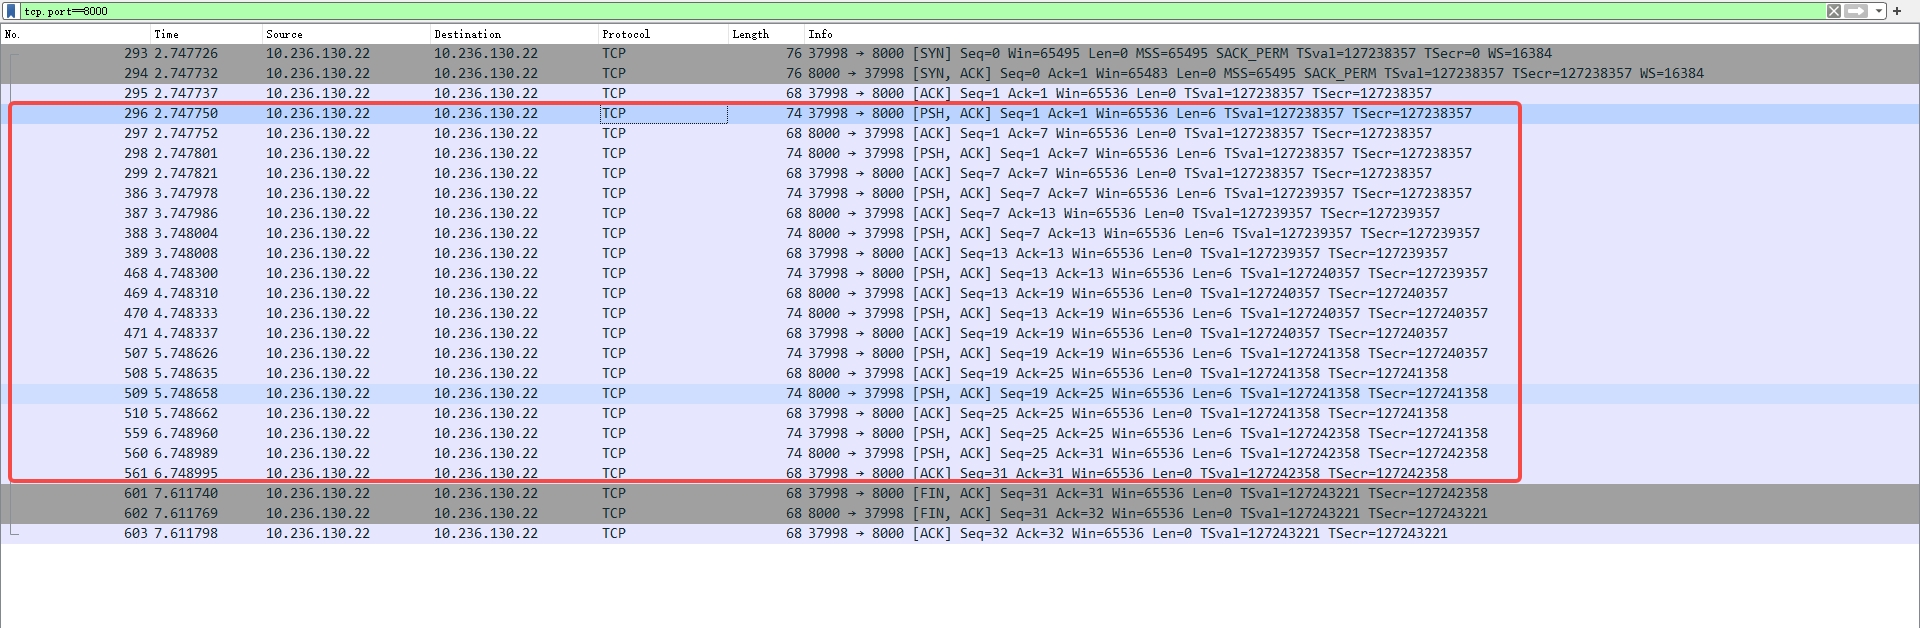 tcp.port==8000
No. Time Source Destination Protocol Length Info
293 2.747726 10.236.130.22 10.236.130.22 TCP 76 37998 → 8000 [SYN] Seq=0 Win=65495 Len=0 MSS=65495 SACK_PERM TSval=127238357 TSecr=0 WS=16384
294 2.747732 10.236.130.22 10.236.130.22 TCP 76 8000 → 37998 [SYN, ACK] Seq=0 Ack=1 Win=65483 Len=0 MSS=65495 SACK_PERM TSval=127238357 TSecr=127238357 WS=16384
295 2.747737 10.236.130.22 10.236.130.22 TCP 68 37998 → 8000 [ACK] Seq=1 Ack=1 Win=65536 Len=0 TSval=127238357 TSecr=127238357
296 2.747750 10.236.130.22 10.236.130.22 TCP 74 37998 → 8000 [PSH, ACK] Seq=1 Ack=1 Win=65536 Len=6 TSval=127238357 TSecr=127238357
297 2.747752 10.236.130.22 10.236.130.22 TCP 68 8000 → 37998 [ACK] Seq=1 Ack=7 Win=65536 Len=0 TSval=127238357 TSecr=127238357
298 2.747801 10.236.130.22 10.236.130.22 TCP 74 8000 → 37998 [PSH, ACK] Seq=1 Ack=7 Win=65536 Len=6 TSval=127238357 TSecr=127238357
299 2.747821 10.236.130.22 10.236.130.22 TCP 68 37998 → 8000 [ACK] Seq=7 Ack=7 Win=65536 Len=0 TSval=127238357 TSecr=127238357
386 3.747978 10.236.130.22 10.236.130.22 TCP 74 37998 → 8000 [PSH, ACK] Seq=7 Ack=7 Win=65536 Len=6 TSval=127239357 TSecr=127238357
387 3.747986 10.236.130.22 10.236.130.22 TCP 68 8000 → 37998 [ACK] Seq=7 Ack=13 Win=65536 Len=0 TSval=127239357 TSecr=127239357
388 3.748004 10.236.130.22 10.236.130.22 TCP 74 8000 → 37998 [PSH, ACK] Seq=7 Ack=13 Win=65536 Len=6 TSval=127239357 TSecr=127239357
389 3.748008 10.236.130.22 10.236.130.22 TCP 68 37998 → 8000 [ACK] Seq=13 Ack=13 Win=65536 Len=0 TSval=127239357 TSecr=127239357
468 4.748300 10.236.130.22 10.236.130.22 TCP 74 37998 → 8000 [PSH, ACK] Seq=13 Ack=13 Win=65536 Len=6 TSval=127240357 TSecr=127239357
469 4.748310 10.236.130.22 10.236.130.22 TCP 68 8000 → 37998 [ACK] Seq=13 Ack=19 Win=65536 Len=0 TSval=127240357 TSecr=127240357
470 4.748333 10.236.130.22 10.236.130.22 TCP 74 8000 → 37998 [PSH, ACK] Seq=13 Ack=19 Win=65536 Len=6 TSval=127240357 TSecr=127240357
471 4.748337 10.236.130.22 10.236.130.22 TCP 68 37998 → 8000 [ACK] Seq=19 Ack=19 Win=65536 Len=0 TSval=127240357 TSecr=127240357
507 5.748626 10.236.130.22 10.236.130.22 TCP 74 37998 → 8000 [PSH, ACK] Seq=19 Ack=19 Win=65536 Len=6 TSval=127241358 TSecr=127240357
508 5.748635 10.236.130.22 10.236.130.22 TCP 68 8000 → 37998 [ACK] Seq=19 Ack=25 Win=65536 Len=0 TSval=127241358 TSecr=127241358
509 5.748658 10.236.130.22 10.236.130.22 TCP 74 8000 → 37998 [PSH, ACK] Seq=19 Ack=25 Win=65536 Len=6 TSval=127241358 TSecr=127241358
510 5.748662 10.236.130.22 10.236.130.22 TCP 68 37998 → 8000 [ACK] Seq=25 Ack=25 Win=65536 Len=0 TSval=127241358 TSecr=127241358
559 6.748960 10.236.130.22 10.236.130.22 TCP 74 37998 → 8000 [PSH, ACK] Seq=25 Ack=25 Win=65536 Len=6 TSval=127242358 TSecr=127241358
560 6.748989 10.236.130.22 10.236.130.22 TCP 74 8000 → 37998 [PSH, ACK] Seq=25 Ack=31 Win=65536 Len=6 TSval=127242358 TSecr=127242358
561 6.748995 10.236.130.22 10.236.130.22 TCP 68 37998 → 8000 [ACK] Seq=31 Ack=31 Win=65536 Len=0 TSval=127242358 TSecr=127242358
601 7.611740 10.236.130.22 10.236.130.22 TCP 68 37998 → 8000 [FIN, ACK] Seq=31 Ack=31 Win=65536 Len=0 TSval=127243221 TSecr=127242358
602 7.611769 10.236.130.22 10.236.130.22 TCP 68 8000 → 37998 [FIN, ACK] Seq=31 Ack=32 Win=65536 Len=0 TSval=127243221 TSecr=127243221
603 7.611798 10.236.130.22 10.236.130.22 TCP 68 37998 → 8000 [ACK] Seq=32 Ack=32 Win=65536 Len=0 TSval=127243221 TSecr=127243221